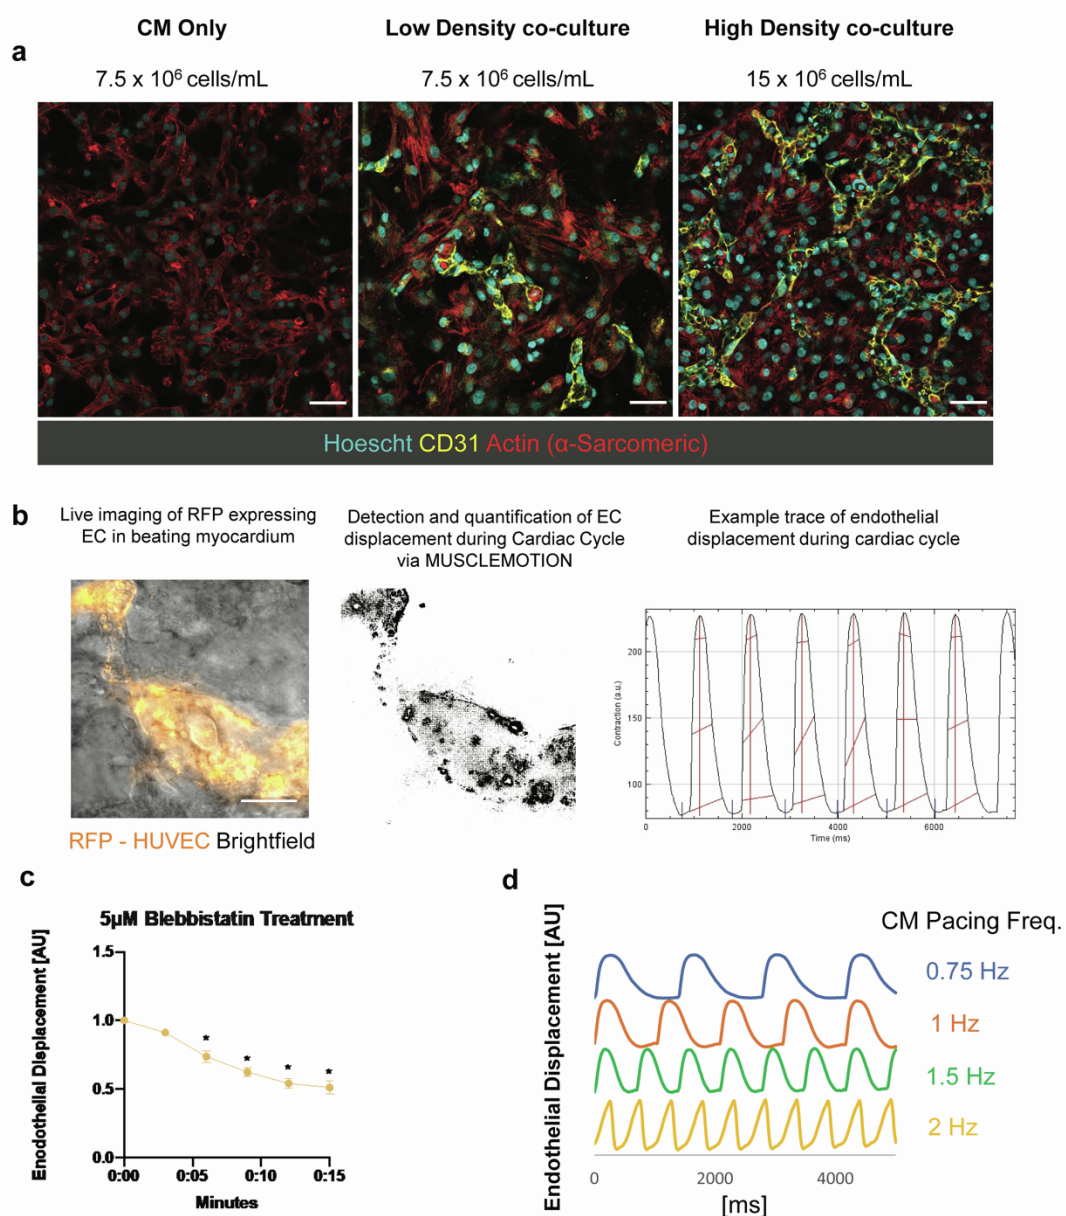 a
CM Only
7.5 x 10⁶ cells/mL
Low Density co-culture
7.5 x 10⁶ cells/mL
High Density co-culture
15 x 10⁶ cells/mL
Hoescht CD31 Actin (α-Sarcomeric)
b
Live imaging of RFP expressing
EC in beating myocardium
RFP - HUVEC Brightfield
Detection and quantification of EC
displacement during Cardiac Cycle
via MUSCLEMOTION
Example trace of endothelial
displacement during cardiac cycle
Contraction (a.u.)
200
150
100
0 2000 4000 6000
Time (ms)
c
5µM Blebbistatin Treatment
Enodothelial Displacement [AU]
1.5
1.0
0.5
0.0
* * * *
0:00 0:05 0:10 0:15
Minutes
d
Endothelial Displacement [AU]
CM Pacing Freq.
0.75 Hz
1 Hz
1.5 Hz
2 Hz
0 2000 4000
[ms]